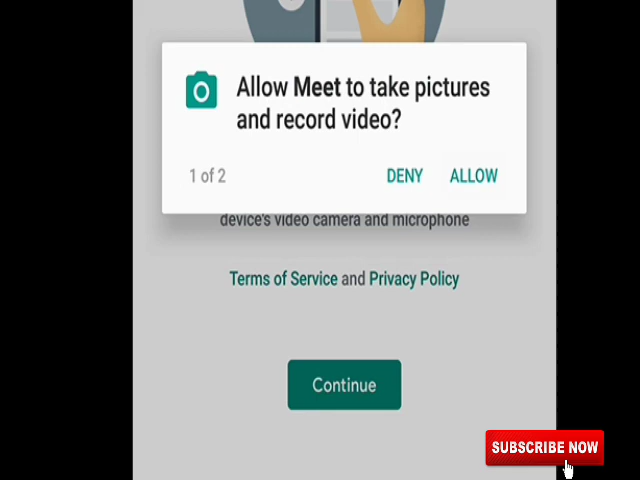 Allow Meet to take pictures
and record video?
1 of 2
DENY
ALLOW
device's video camera and microphone
Terms of Service and Privacy Policy
Continue
SUBSCRIBE NOW